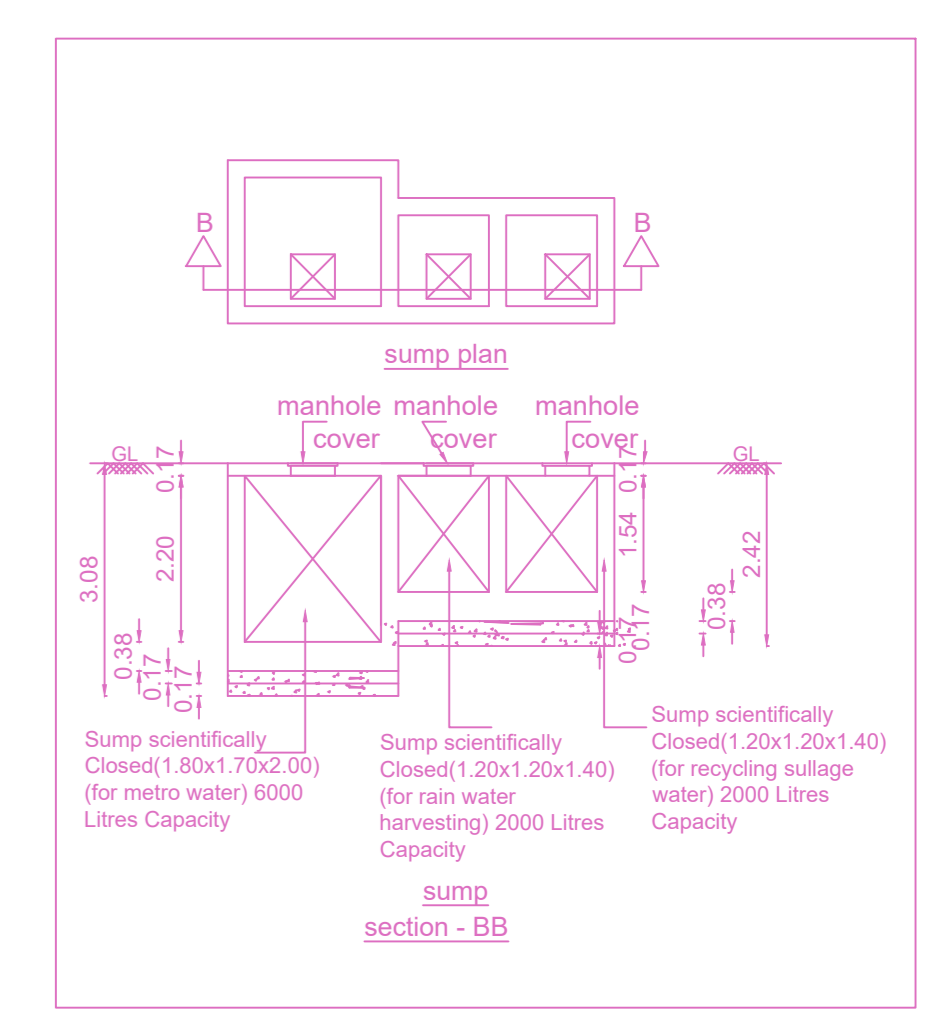 B
B
sump plan
manhole
cover
manhole
cover
manhole
cover
GL
GL
0.17
0.17
2.20
1.54
3.08
2.42
0.38
0.38
0.17
0.17
0.17
0.17
Sump scientifically
Closed(1.80x1.70x2.00)
(for metro water) 6000
Litres Capacity
Sump scientifically
Closed(1.20x1.20x1.40)
(for rain water
harvesting) 2000 Litres
Capacity
Sump scientifically
Closed(1.20x1.20x1.40)
(for recycling sullage
water) 2000 Litres
Capacity
sump
section - BB